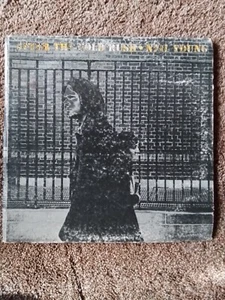 AFTER THE GOLD RUSH • NEIL YOUNG